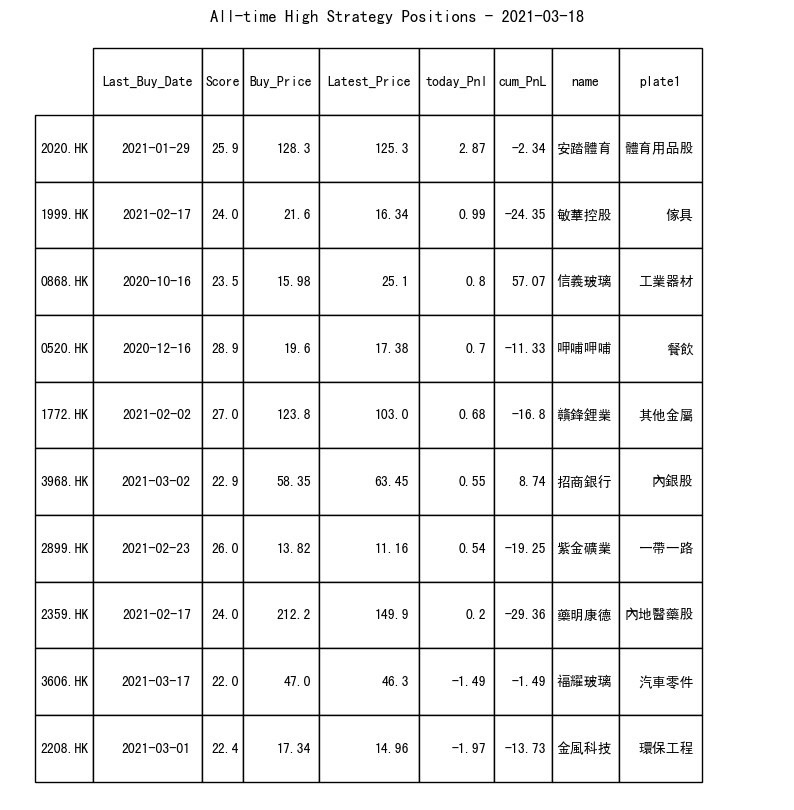 All-time High Strategy Positions - 2021-03-18
Last_Buy_Date Score Buy_Price Latest_Price today_Pnl cum_PnL name plate1
2020.HK 2021-01-29 25.9 128.3 125.3 2.87 -2.34 安踏體育 體育用品股
1999.HK 2021-02-17 24.0 21.6 16.34 0.99 -24.35 敏華控股 傢具
0868.HK 2020-10-16 23.5 15.98 25.1 0.8 57.07 信義玻璃 工業器材
0520.HK 2020-12-16 28.9 19.6 17.38 0.7 -11.33 呷哺呷哺 餐飲
1772.HK 2021-02-02 27.0 123.8 103.0 0.68 -16.8 贛鋒鋰業 其他金屬
3968.HK 2021-03-02 22.9 58.35 63.45 0.55 8.74 招商銀行 內銀股
2899.HK 2021-02-23 26.0 13.82 11.16 0.54 -19.25 紫金礦業 一帶一路
2359.HK 2021-02-17 24.0 212.2 149.9 0.2 -29.36 藥明康德 內地醫藥股
3606.HK 2021-03-17 22.0 47.0 46.3 -1.49 -1.49 福耀玻璃 汽車零件
2208.HK 2021-03-01 22.4 17.34 14.96 -1.97 -13.73 金風科技 環保工程